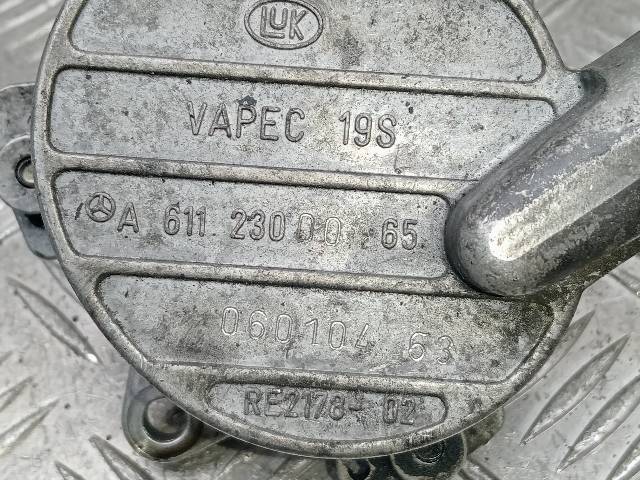 LUK
VAPEC 19S
A 611 230 00 65
060104 63
RE2178-02